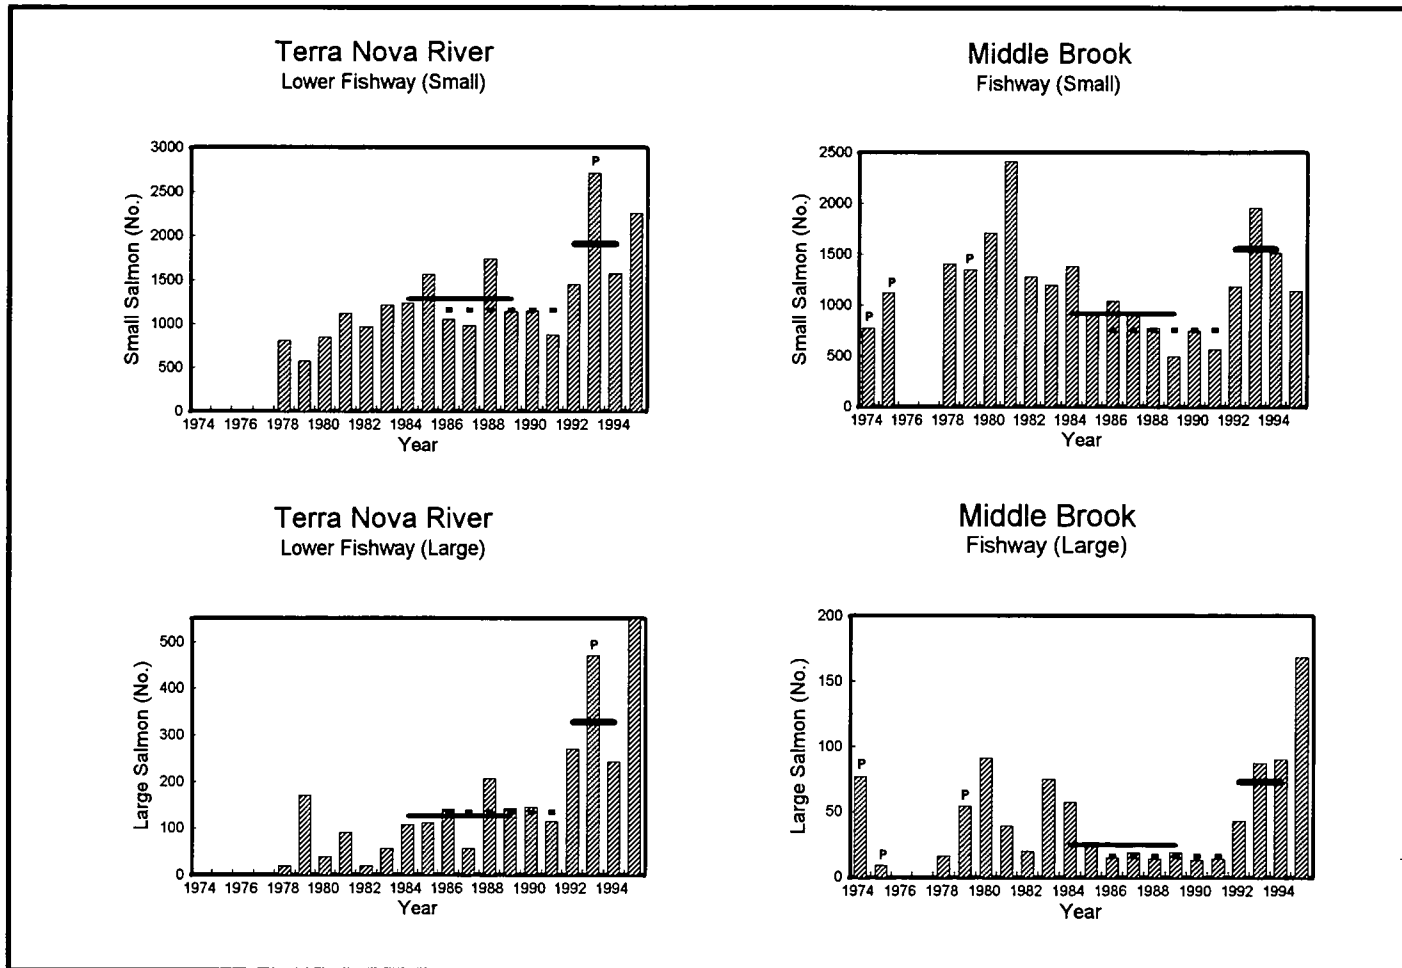 Terra Nova River
Lower Fishway (Small)
3000
2500
2000
1500
1000
500
0
Small Salmon (No.)
P
1974 1976 1978 1980 1982 1984 1986 1988 1990 1992 1994
Year
Middle Brook
Fishway (Small)
2500
2000
1500
1000
500
0
Small Salmon (No.)
P
P
P
1974 1976 1978 1980 1982 1984 1986 1988 1990 1992 1994
Year
Terra Nova River
Lower Fishway (Large)
500
400
300
200
100
0
Large Salmon (No.)
P
1974 1976 1978 1980 1982 1984 1986 1988 1990 1992 1994
Year
Middle Brook
Fishway (Large)
200
150
100
50
0
Large Salmon (No.)
P
P
P
1974 1976 1978 1980 1982 1984 1986 1988 1990 1992 1994
Year